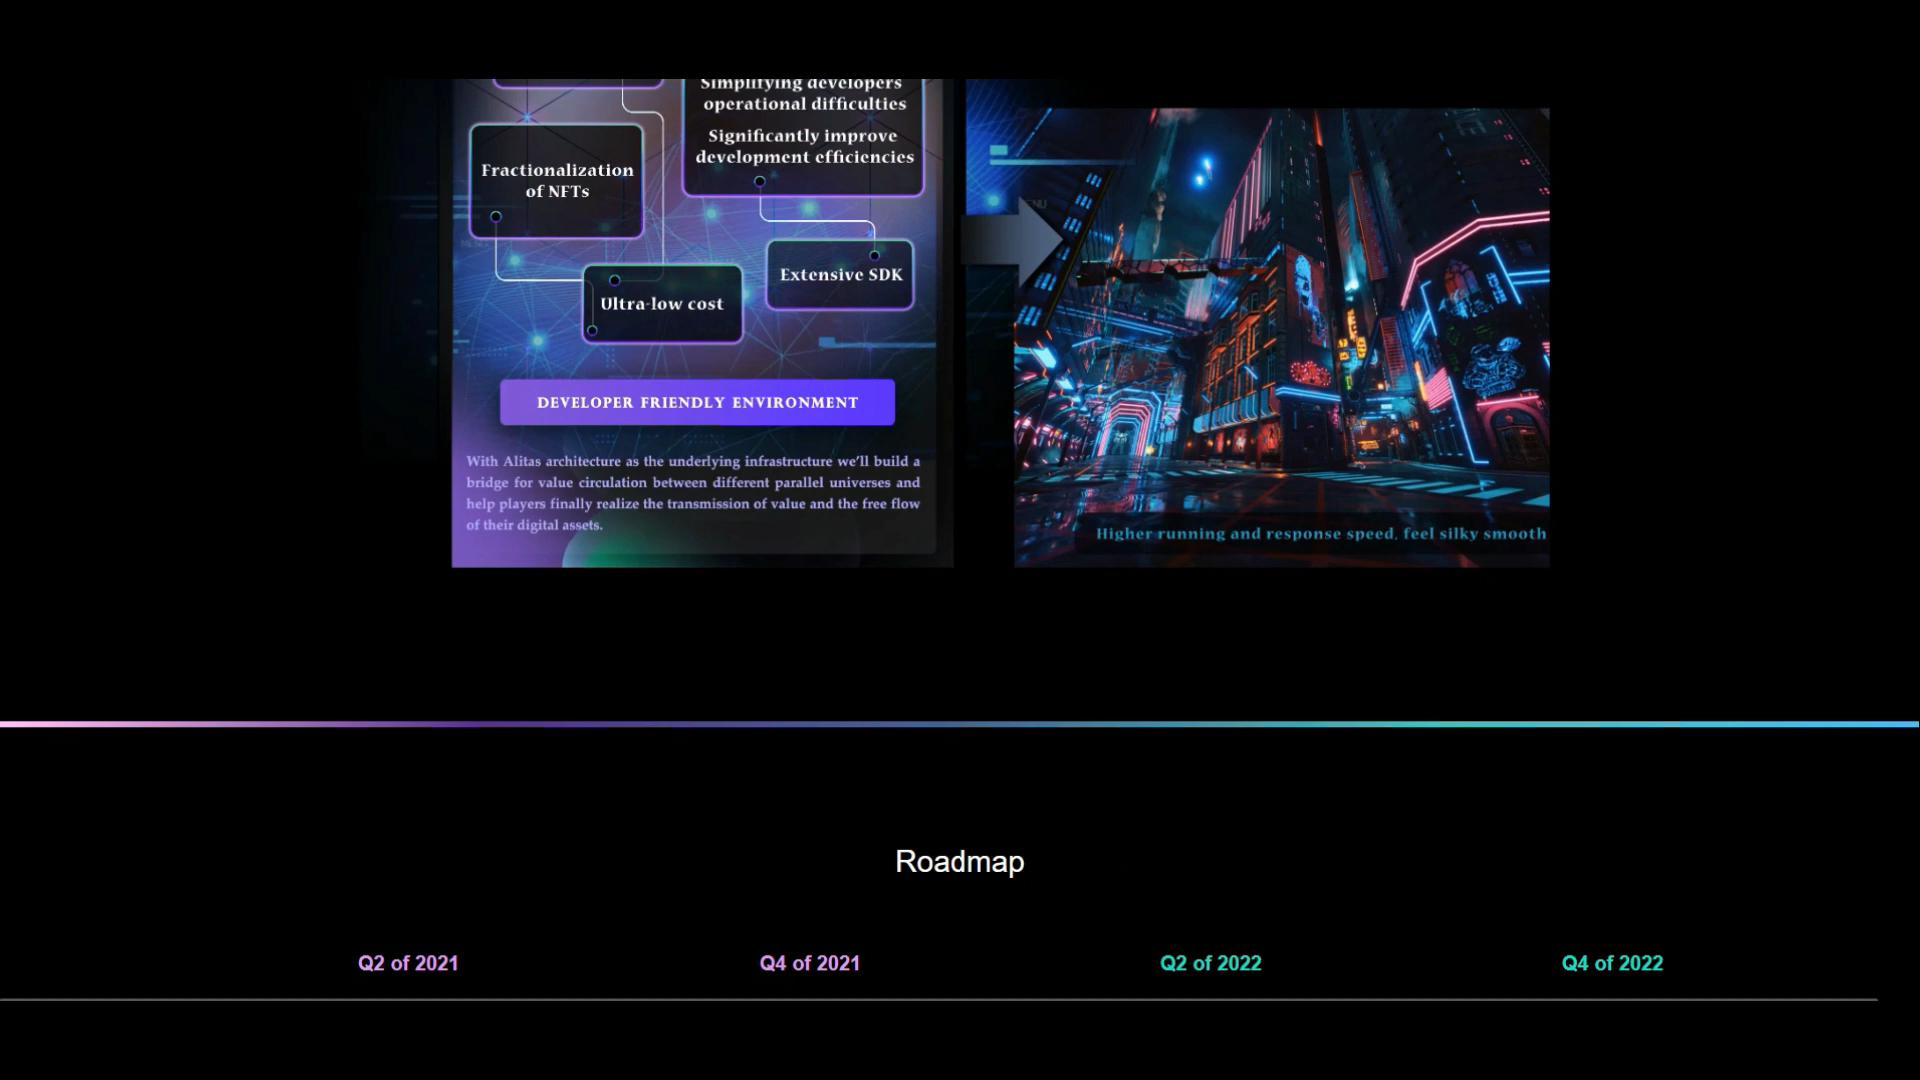 Simplifying developers
operational difficulties
Significantly improve
development efficiencies
Fractionalization
of NFTs
Extensive SDK
Ultra-low cost
DEVELOPER FRIENDLY ENVIRONMENT
With Alitas architecture as the underlying infrastructure we'll build a
bridge for value circulation between different parallel universes and
help players finally realize the transmission of value and the free flow
of their digital assets.
Higher running and response speed, feel silky smooth
Roadmap
Q2 of 2021
Q4 of 2021
Q2 of 2022
Q4 of 2022